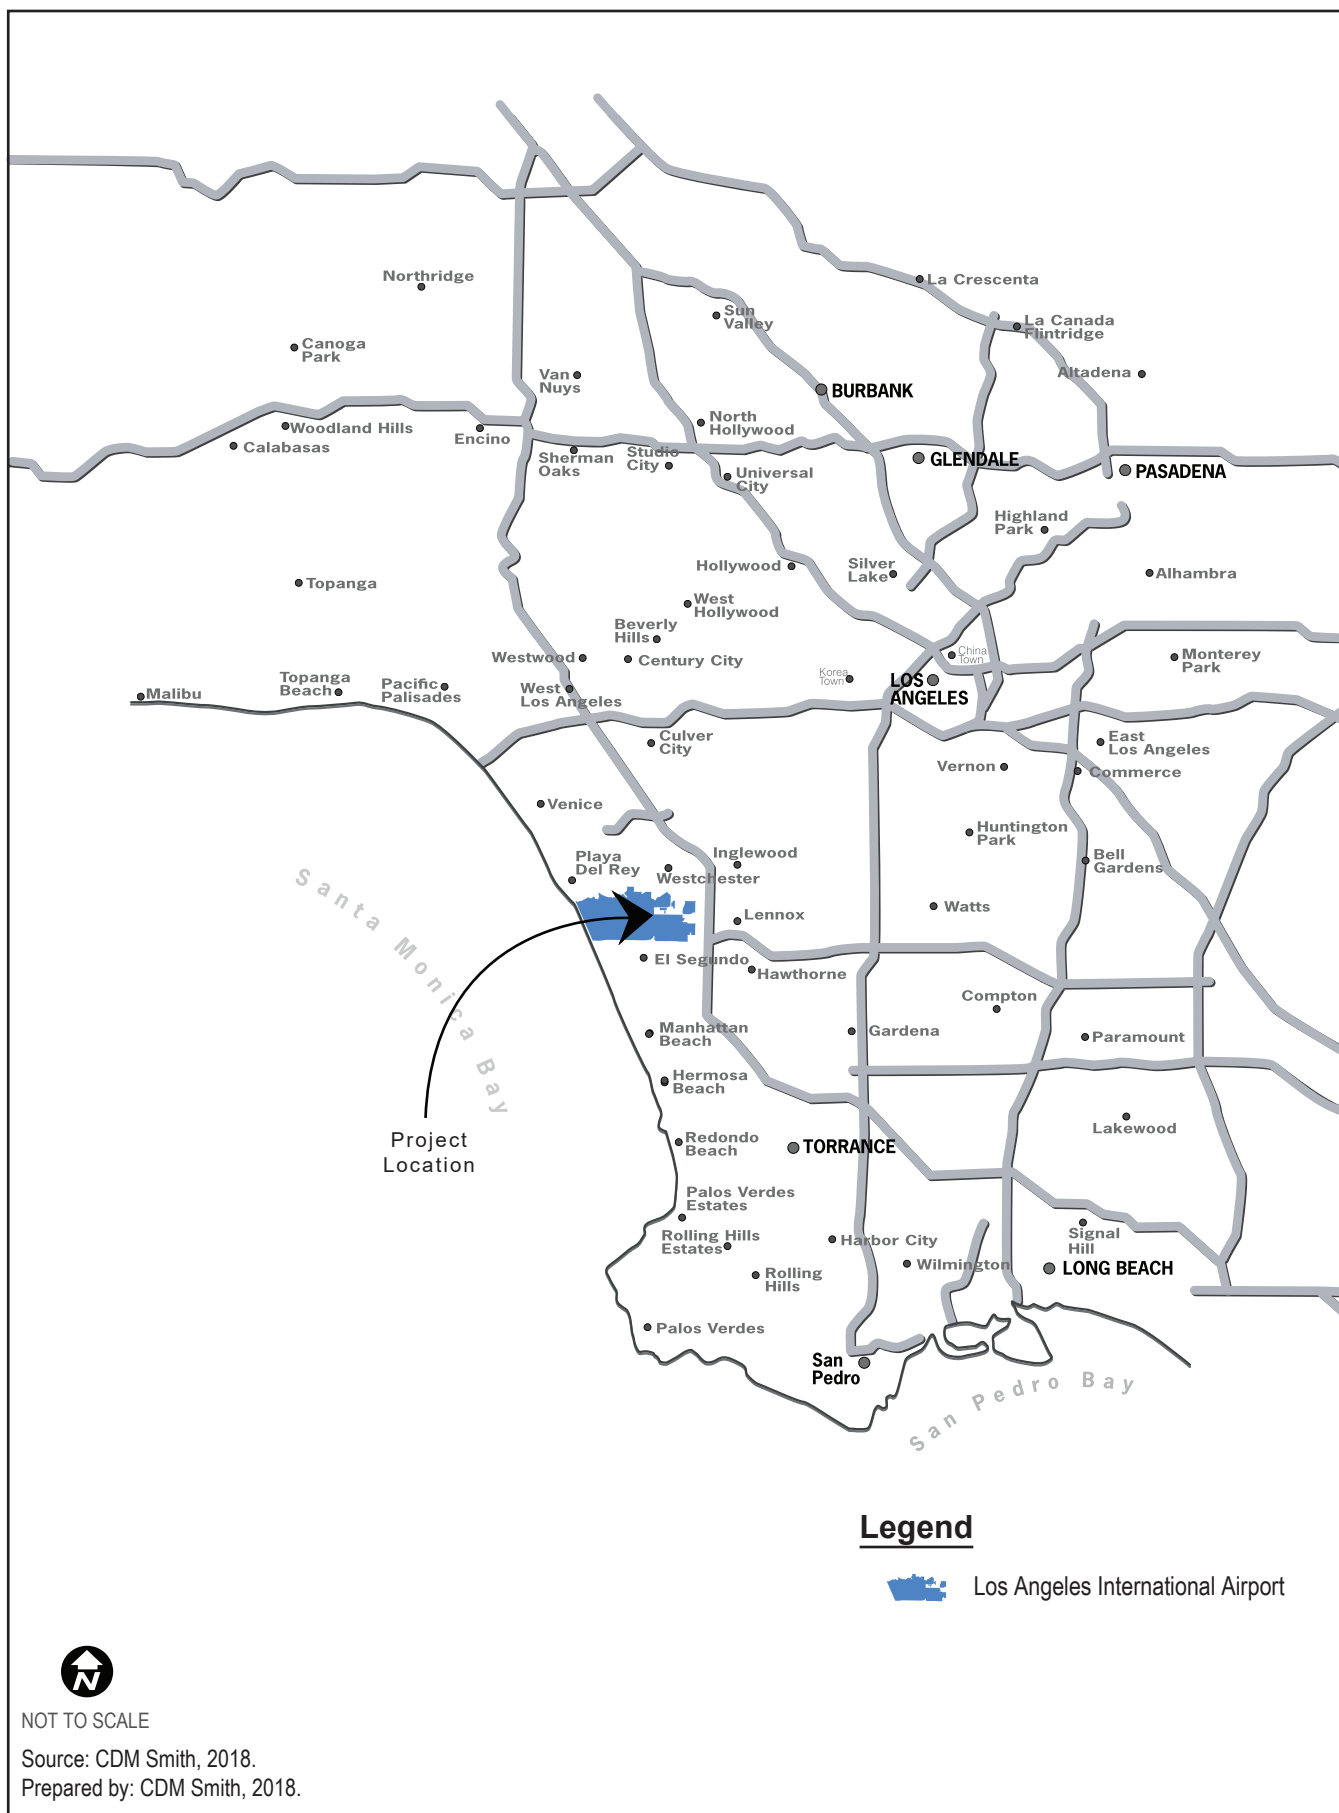 Northridge
La Crescenta
Sun
Valley
La Canada
Flintridge
Canoga
Park
Altadena
Van
Nuys
BURBANK
North
Hollywood
Woodland Hills
Calabasas
Encino
Sherman
Oaks
Studio
City
GLENDALE
PASADENA
Universal
City
Highland
Park
Hollywood
Silver
Lake
Alhambra
Topanga
West
Hollywood
Beverly
Hills
Westwood
Century City
China
Town
Monterey
Park
Korea
Town
LOS
ANGELES
Malibu
Topanga
Beach
Pacific
Palisades
West
Los Angeles
Culver
City
East
Los Angeles
Vernon
Commerce
Venice
Huntington
Park
Playa
Del Rey
Inglewood
Westchester
Bell
Gardens
Santa Monica Bay
Lennox
Watts
El Segundo
Hawthorne
Compton
Manhattan
Beach
Gardena
Paramount
Hermosa
Beach
Lakewood
Project
Location
Redondo
Beach
TORRANCE
Palos Verdes
Estates
Rolling Hills
Estates
Harbor City
Signal
Hill
Wilmington
LONG BEACH
Rolling
Hills
Palos Verdes
San
Pedro
San Pedro Bay
Legend
Los Angeles International Airport
N
NOT TO SCALE
Source: CDM Smith, 2018.
Prepared by: CDM Smith, 2018.